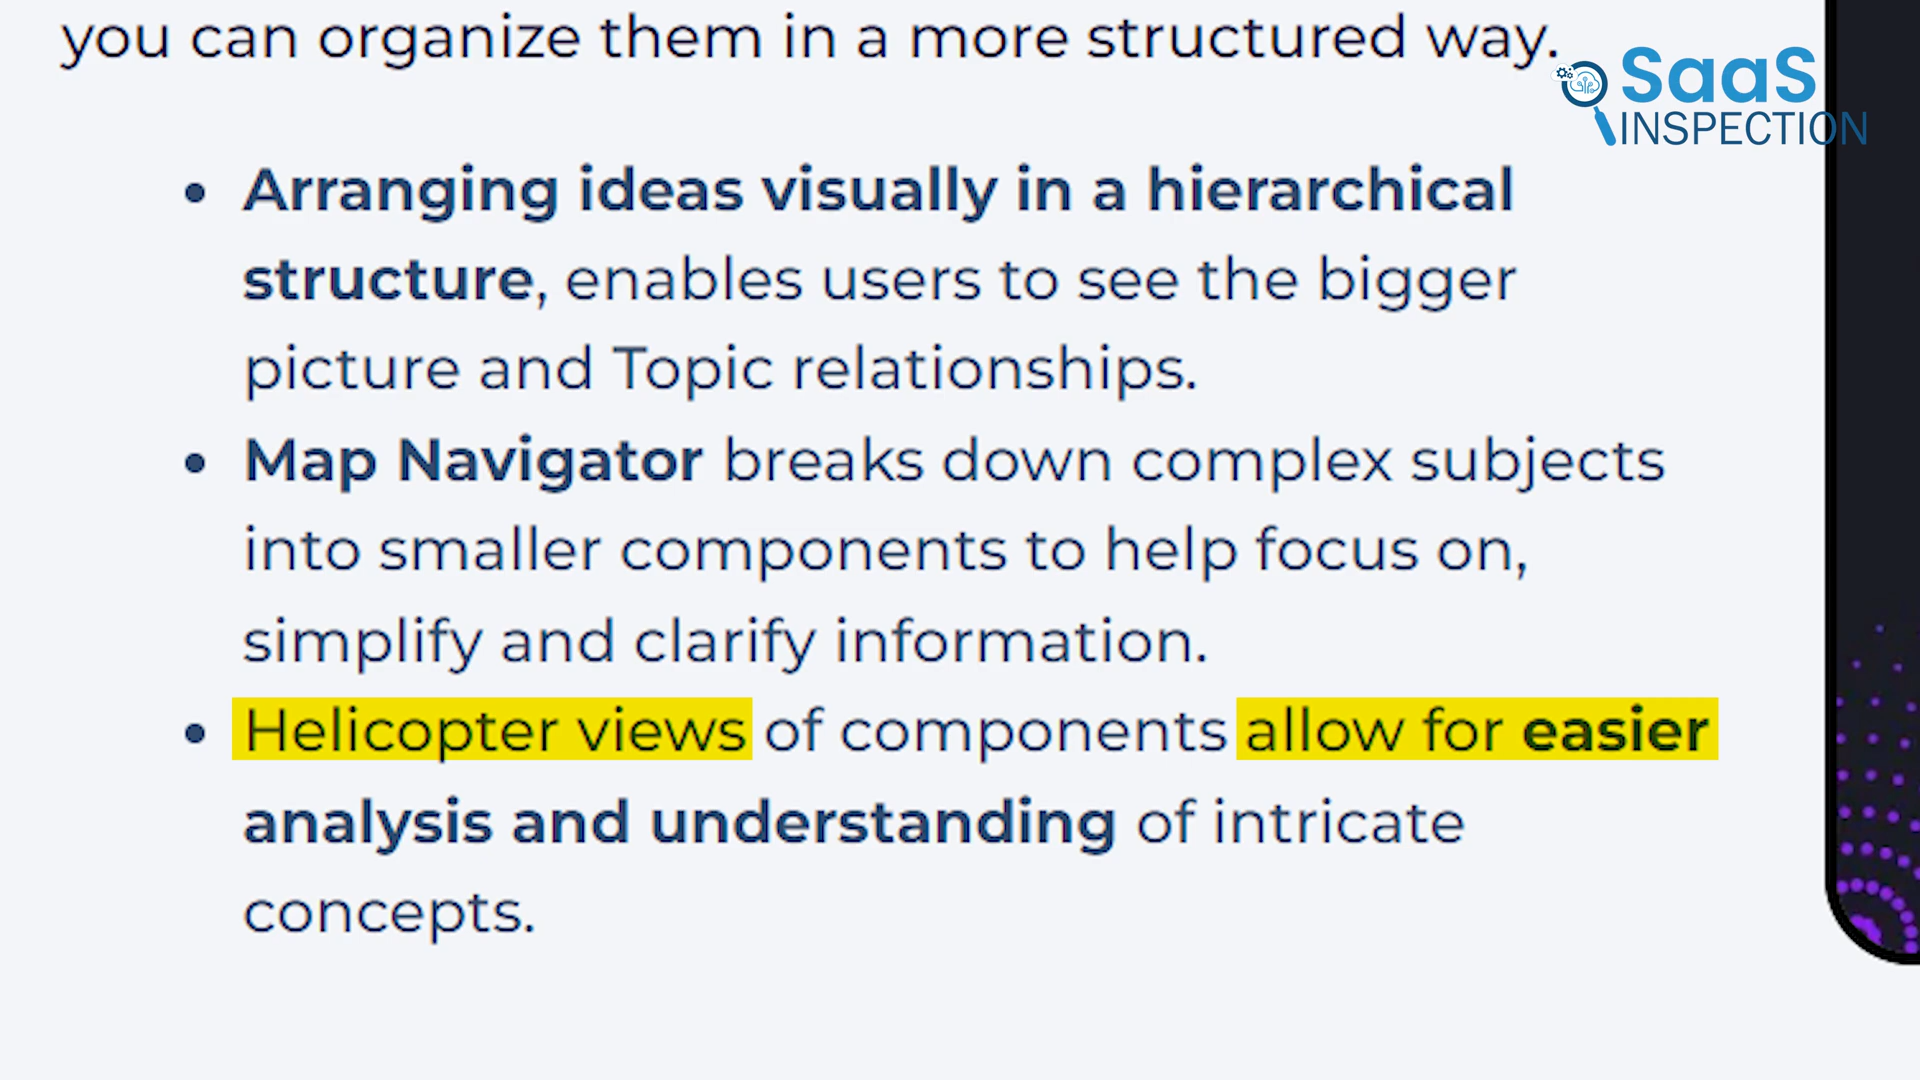 you can organize them in a more structured way.
SaaS
INSPECTION
• Arranging ideas visually in a hierarchical
structure, enables users to see the bigger
picture and Topic relationships.
• Map Navigator breaks down complex subjects
into smaller components to help focus on,
simplify and clarify information.
• Helicopter views of components allow for easier
analysis and understanding of intricate
concepts.